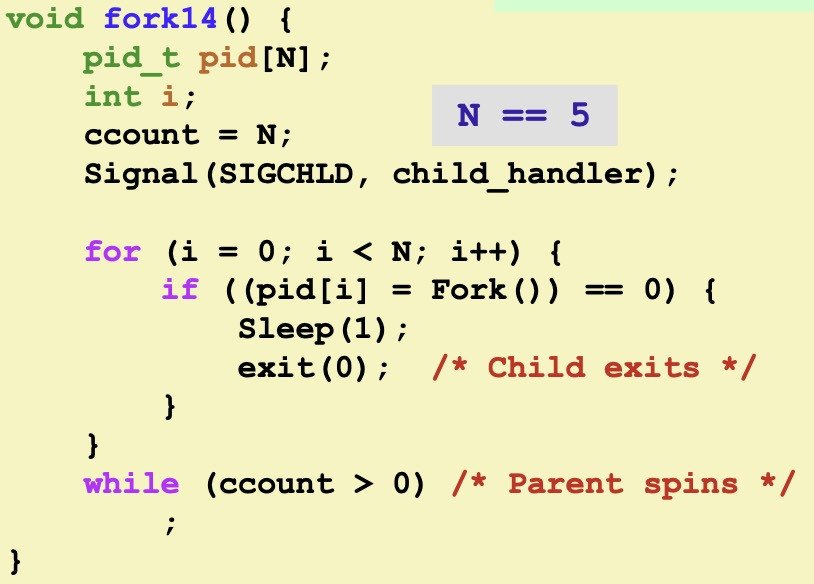 void fork14() {
    pid_t pid[N];
    int i;
    ccount = N;
    Signal(SIGCHLD, child_handler);
N == 5
    for (i = 0; i < N; i++) {
        if ((pid[i] = Fork()) == 0) {
            Sleep(1);
            exit(0);  /* Child exits */
        }
    }
    while (ccount > 0) /* Parent spins */
        ;
}